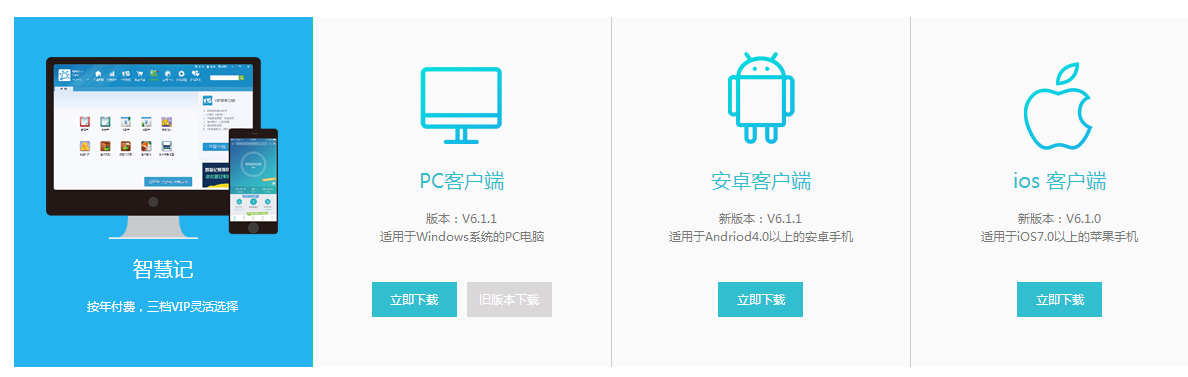 智慧记
按年付费，三档VIP灵活选择
PC客户端
版本：V6.1.1
适用于Windows系统的PC电脑
立即下载
旧版本下载
安卓客户端
新版本：V6.1.1
适用于Andriod4.0以上的安卓手机
立即下载
ios 客户端
新版本：V6.1.0
适用于iOS7.0以上的苹果手机
立即下载